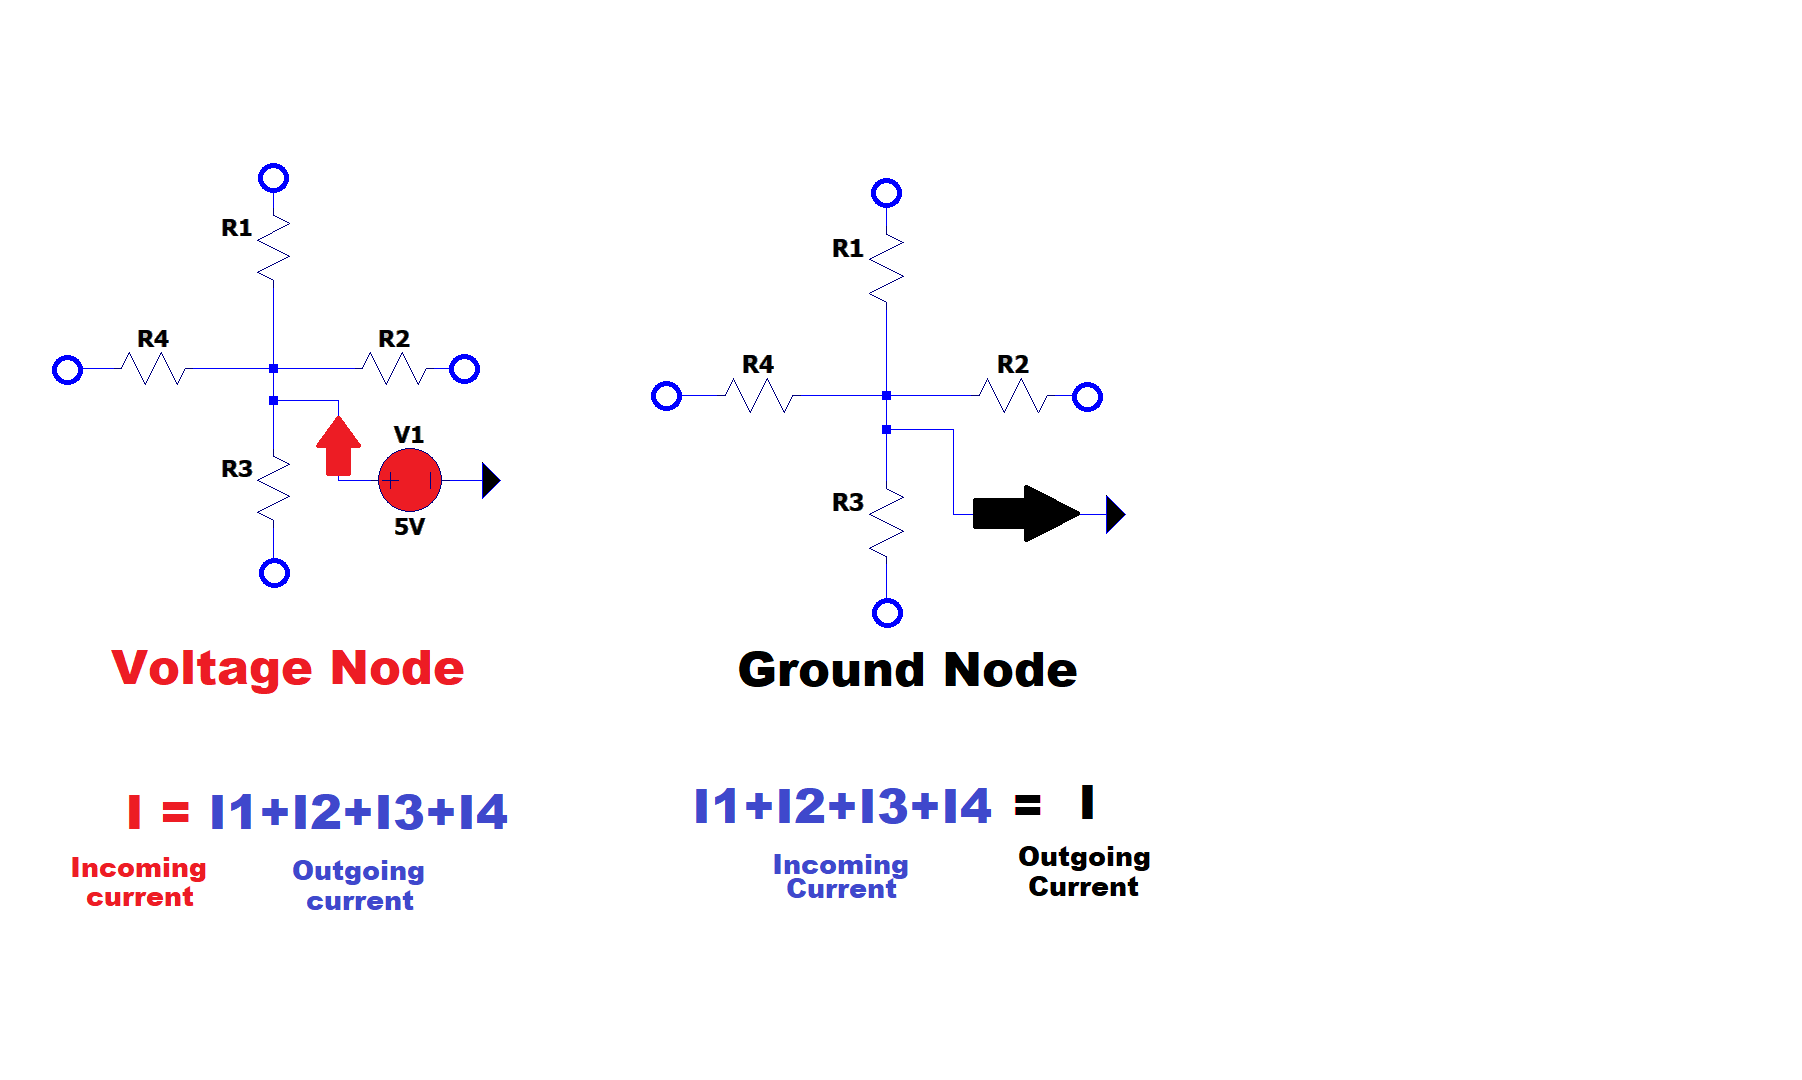 R1
R4
R2
V1
R3
5V
Voltage Node
I = I1+I2+I3+I4
Incoming
current
Outgoing
current
R1
R4
R2
R3
Ground Node
I1+I2+I3+I4 = I
Incoming
Current
Outgoing
Current